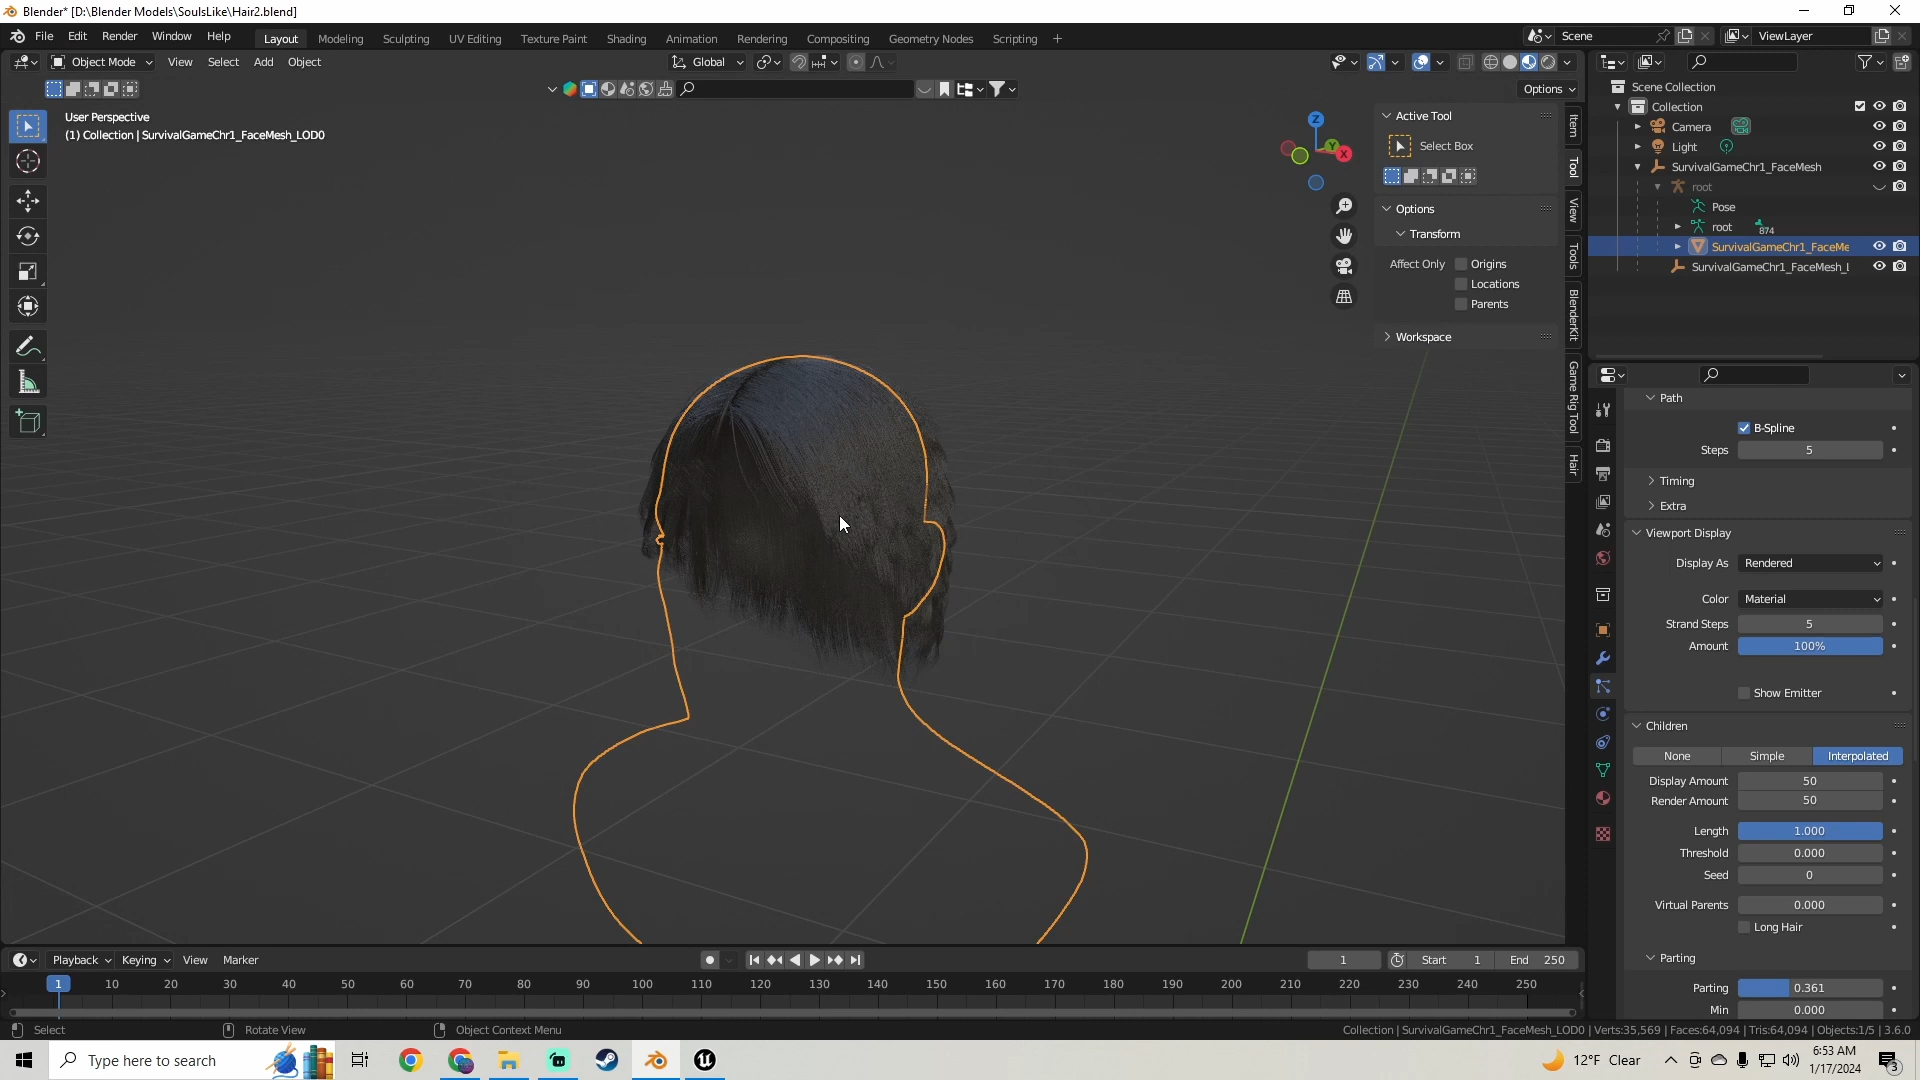 Blender* [D:\Blender Models\SoulsLike\Hair2.blend]
File Edit Render Window Help
Layout Modeling Sculpting UV Editing Texture Paint Shading Animation Rendering Compositing Geometry Nodes Scripting +
Scene
ViewLayer
Object Mode View Select Add Object
Global
Options
User Perspective
(1) Collection | SurvivalGameChr1_FaceMesh_LOD0
Z
Y
X
Active Tool
Select Box
Options
Transform
Affect Only Origins
Locations
Parents
Workspace
Item
Tool
View
Tools
BlenderKit
Game Rig Tool
Hair
Scene Collection
Collection
Camera
Light
SurvivalGameChr1_FaceMesh
root
Pose
root 874
SurvivalGameChr1_FaceMe
SurvivalGameChr1_FaceMesh_L
Path
B-Spline
Steps 5
Timing
Extra
Viewport Display
Display As Rendered
Color Material
Strand Steps 5
Amount 100%
Show Emitter
Children
None Simple Interpolated
Display Amount 50
Render Amount 50
Length 1.000
Threshold 0.000
Seed 0
Virtual Parents 0.000
Long Hair
Parting
Parting 0.361
Min 0.000
Playback Keying View Marker
1 Start 1 End 250
1 10 20 30 40 50 60 70 80 90 100 110 120 130 140 150 160 170 180 190 200 210 220 230 240 250
Select Rotate View Object Context Menu
Collection | SurvivalGameChr1_FaceMesh_LOD0 | Verts:35,569 | Faces:64,094 | Tris:64,094 | Objects:1/5 | 3.6.0
Type here to search
12°F Clear
6:53 AM
1/17/2024
3